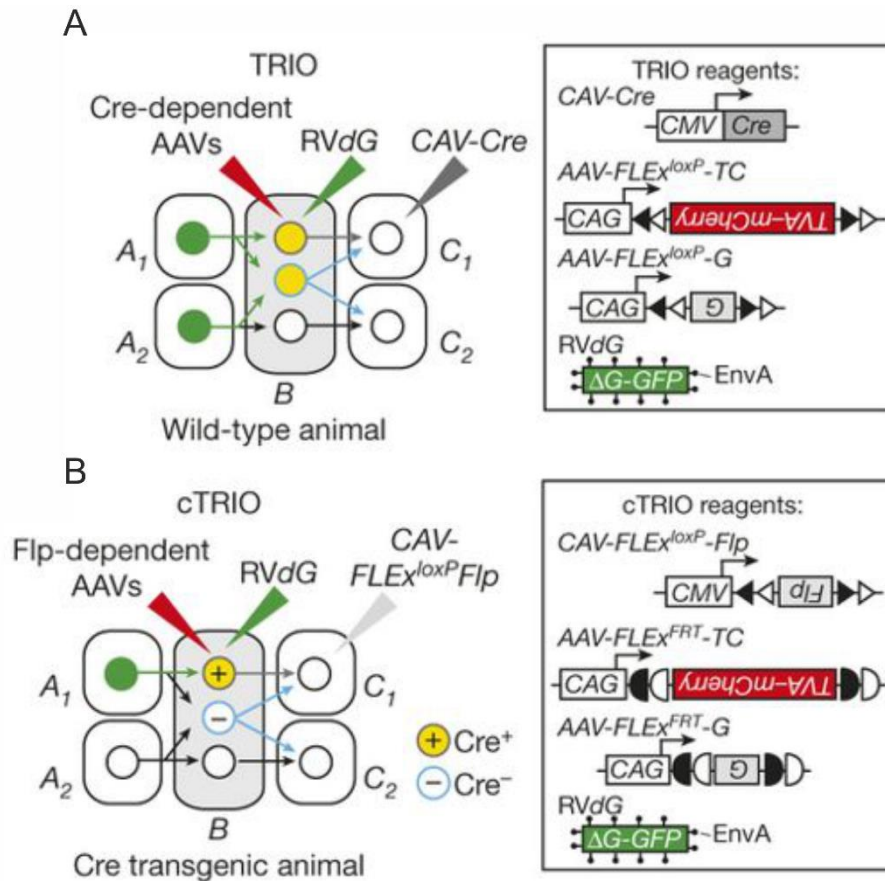 A
TRIO
Cre-dependent
AAVs
RVdG
CAV-Cre
A1
A2
B
C1
C2
Wild-type animal
TRIO reagents:
CAV-Cre
CMV Cre
AAV-FLExloxP-TC
CAG TVA-mCherry
AAV-FLExloxP-G
CAG G
RVdG
ΔG-GFP EnvA
B
cTRIO
Flp-dependent
AAVs
RVdG
CAV-
FLExloxPFlp
A1
A2
B
C1
C2
+ Cre+
− Cre−
Cre transgenic animal
cTRIO reagents:
CAV-FLExloxP-Flp
CMV Flp
AAV-FLExFRT-TC
CAG TVA-mCherry
AAV-FLExFRT-G
CAG G
RVdG
ΔG-GFP EnvA